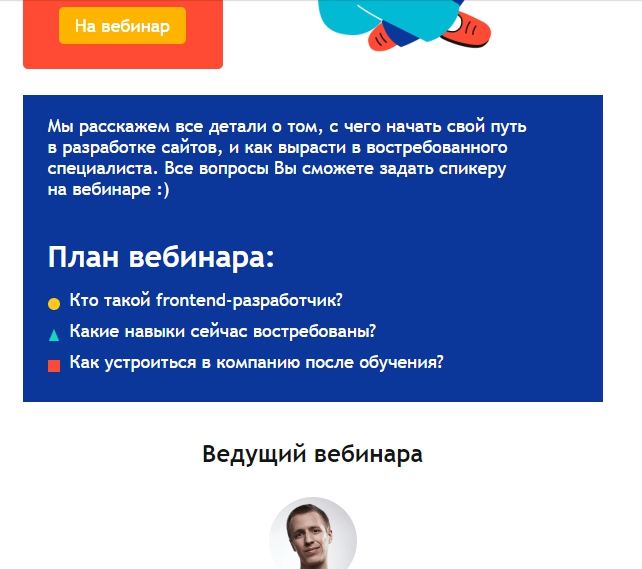 На вебинар
Мы расскажем все детали о том, с чего начать свой путь
в разработке сайтов, и как вырасти в востребованного
специалиста. Все вопросы Вы сможете задать спикеру
на вебинаре :)
План вебинара:
Кто такой frontend-разработчик?
Какие навыки сейчас востребованы?
Как устроиться в компанию после обучения?
Ведущий вебинара